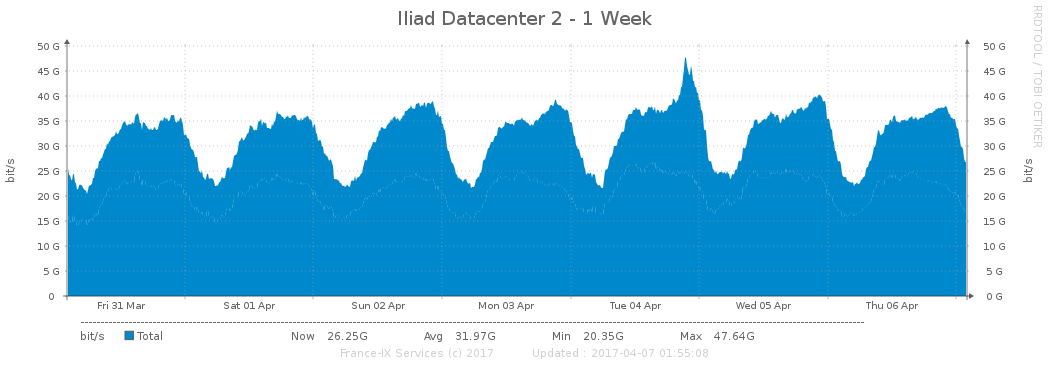 Iliad Datacenter 2 - 1 Week
RRDTOOL / TOBI OETIKER
50 G 50 G
45 G 45 G
40 G 40 G
35 G 35 G
30 G 30 G
25 G 25 G
20 G 20 G
15 G 15 G
10 G 10 G
5 G 5 G
0 0 G
bit/s bit/s
Fri 31 Mar Sat 01 Apr Sun 02 Apr Mon 03 Apr Tue 04 Apr Wed 05 Apr Thu 06 Apr
bit/s Total Now 26.25G Avg 31.97G Min 20.35G Max 47.64G
France-IX Services (c) 2017 Updated : 2017-04-07 01:55:08